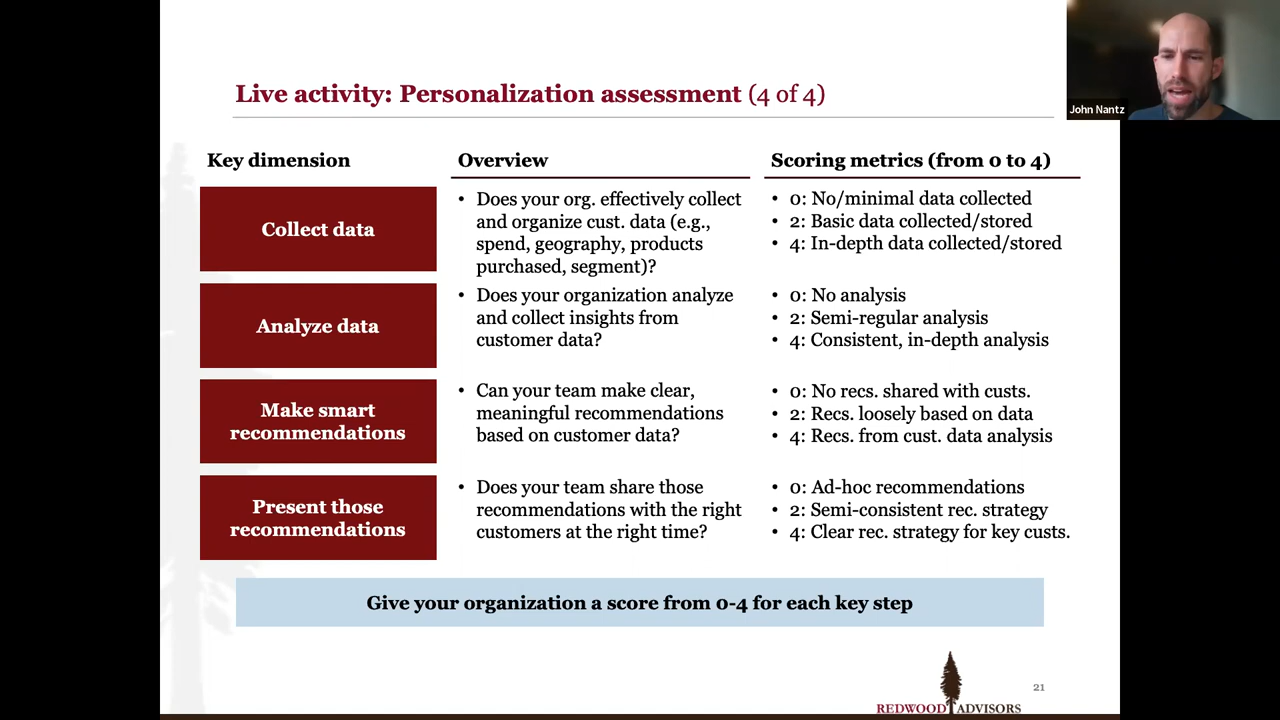 Live activity: Personalization assessment (4 of 4)
John Nantz
Key dimension
Overview
Scoring metrics (from 0 to 4)
Collect data
• Does your org. effectively collect
and organize cust. data (e.g.,
spend, geography, products
purchased, segment)?
• 0: No/minimal data collected
• 2: Basic data collected/stored
• 4: In-depth data collected/stored
Analyze data
• Does your organization analyze
and collect insights from
customer data?
• 0: No analysis
• 2: Semi-regular analysis
• 4: Consistent, in-depth analysis
Make smart
recommendations
• Can your team make clear,
meaningful recommendations
based on customer data?
• 0: No recs. shared with custs.
• 2: Recs. loosely based on data
• 4: Recs. from cust. data analysis
Present those
recommendations
• Does your team share those
recommendations with the right
customers at the right time?
• 0: Ad-hoc recommendations
• 2: Semi-consistent rec. strategy
• 4: Clear rec. strategy for key custs.
Give your organization a score from 0-4 for each key step
REDWOOD ADVISORS
21